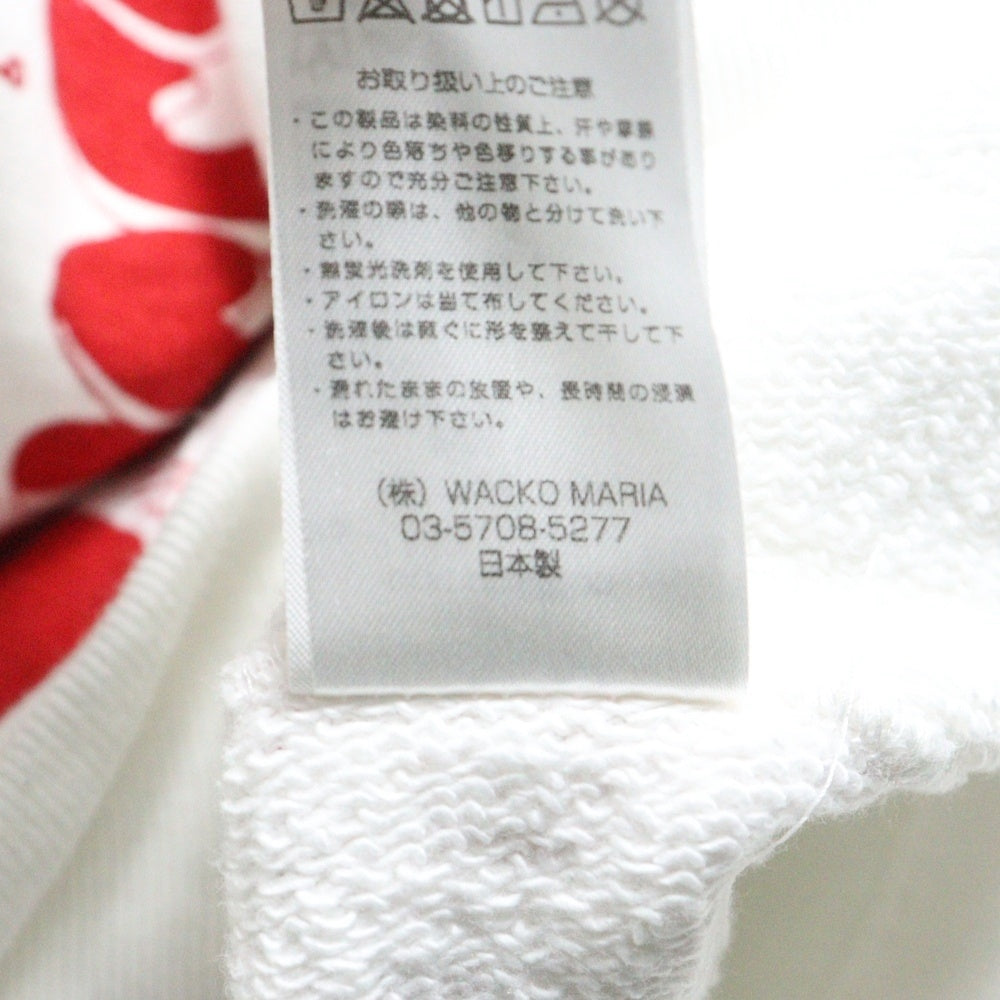 お取り扱い上のご注意
・この製品は染料の性質上、汗や摩擦
により色落ちや色移りする事があり
ますので充分ご注意下さい。
・洗濯の際は、他の物と分けて洗い下
さい。
・無蛍光洗剤を使用して下さい。
・アイロンは当て布してください。
・洗濯後は直ぐに形を整えて干して下
さい。
・濡れたままの放置や、長時間の浸漬
はお避け下さい。
（株）WACKO MARIA
03-5708-5277
日本製